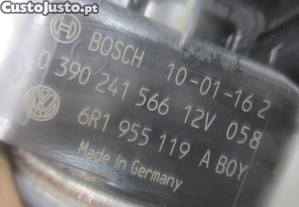 CustoJusto.pt
BOSCH 10-01-16 2
0 390 241 566 12V 058
6R1 955 119 A BOY
Made in Germany